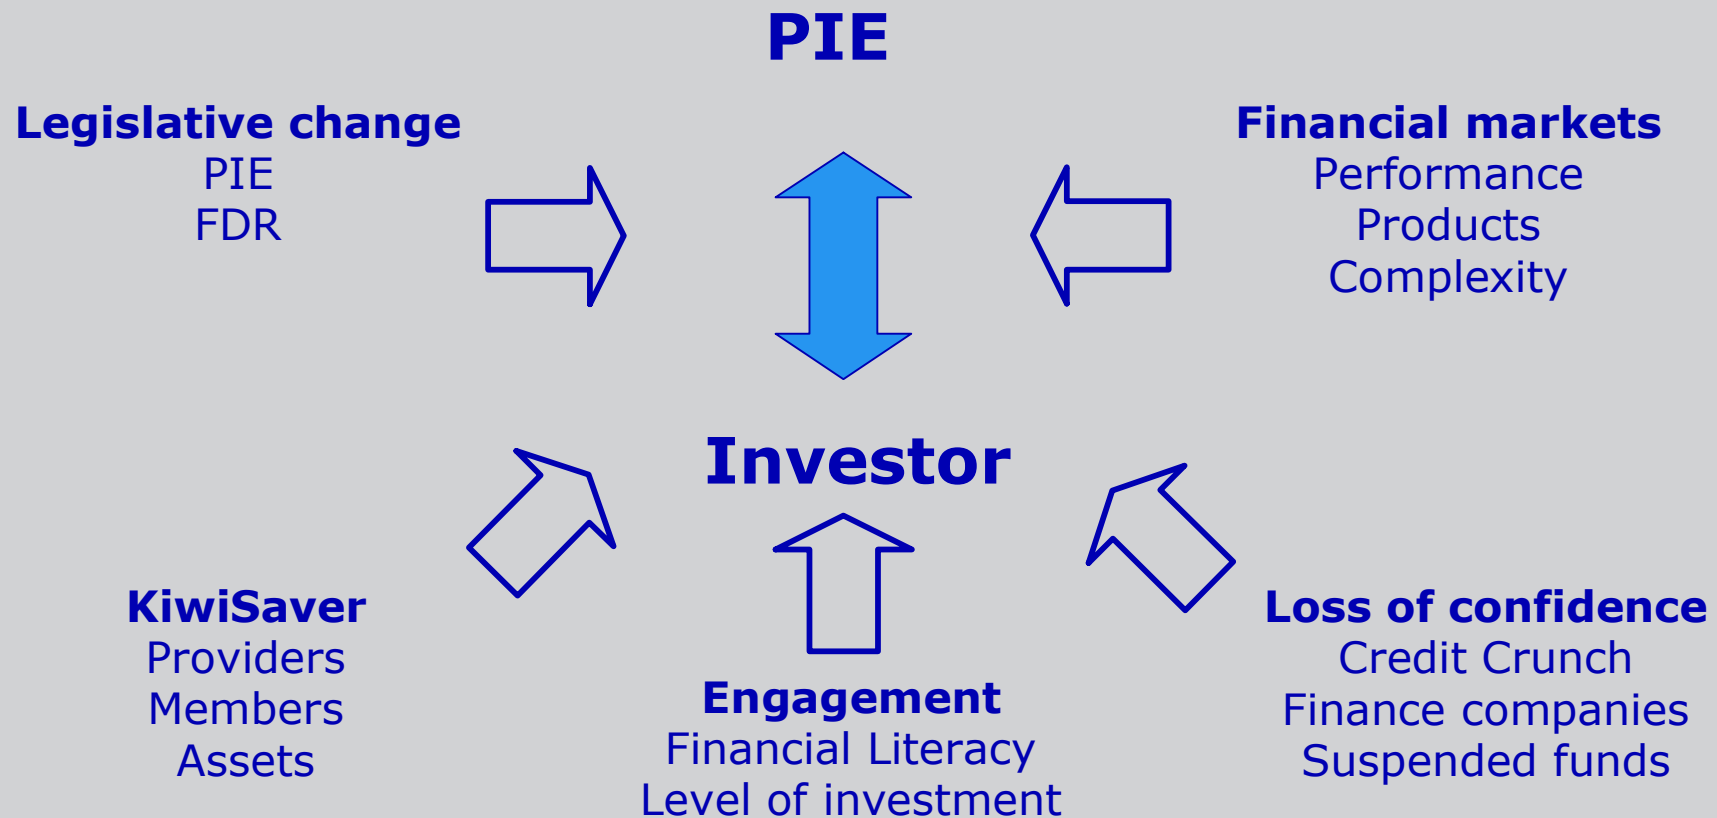 PIE
Legislative change
PIE
FDR
Financial markets
Performance
Products
Complexity
Investor
KiwiSaver
Providers
Members
Assets
Engagement
Financial Literacy
Level of investment
Loss of confidence
Credit Crunch
Finance companies
Suspended funds